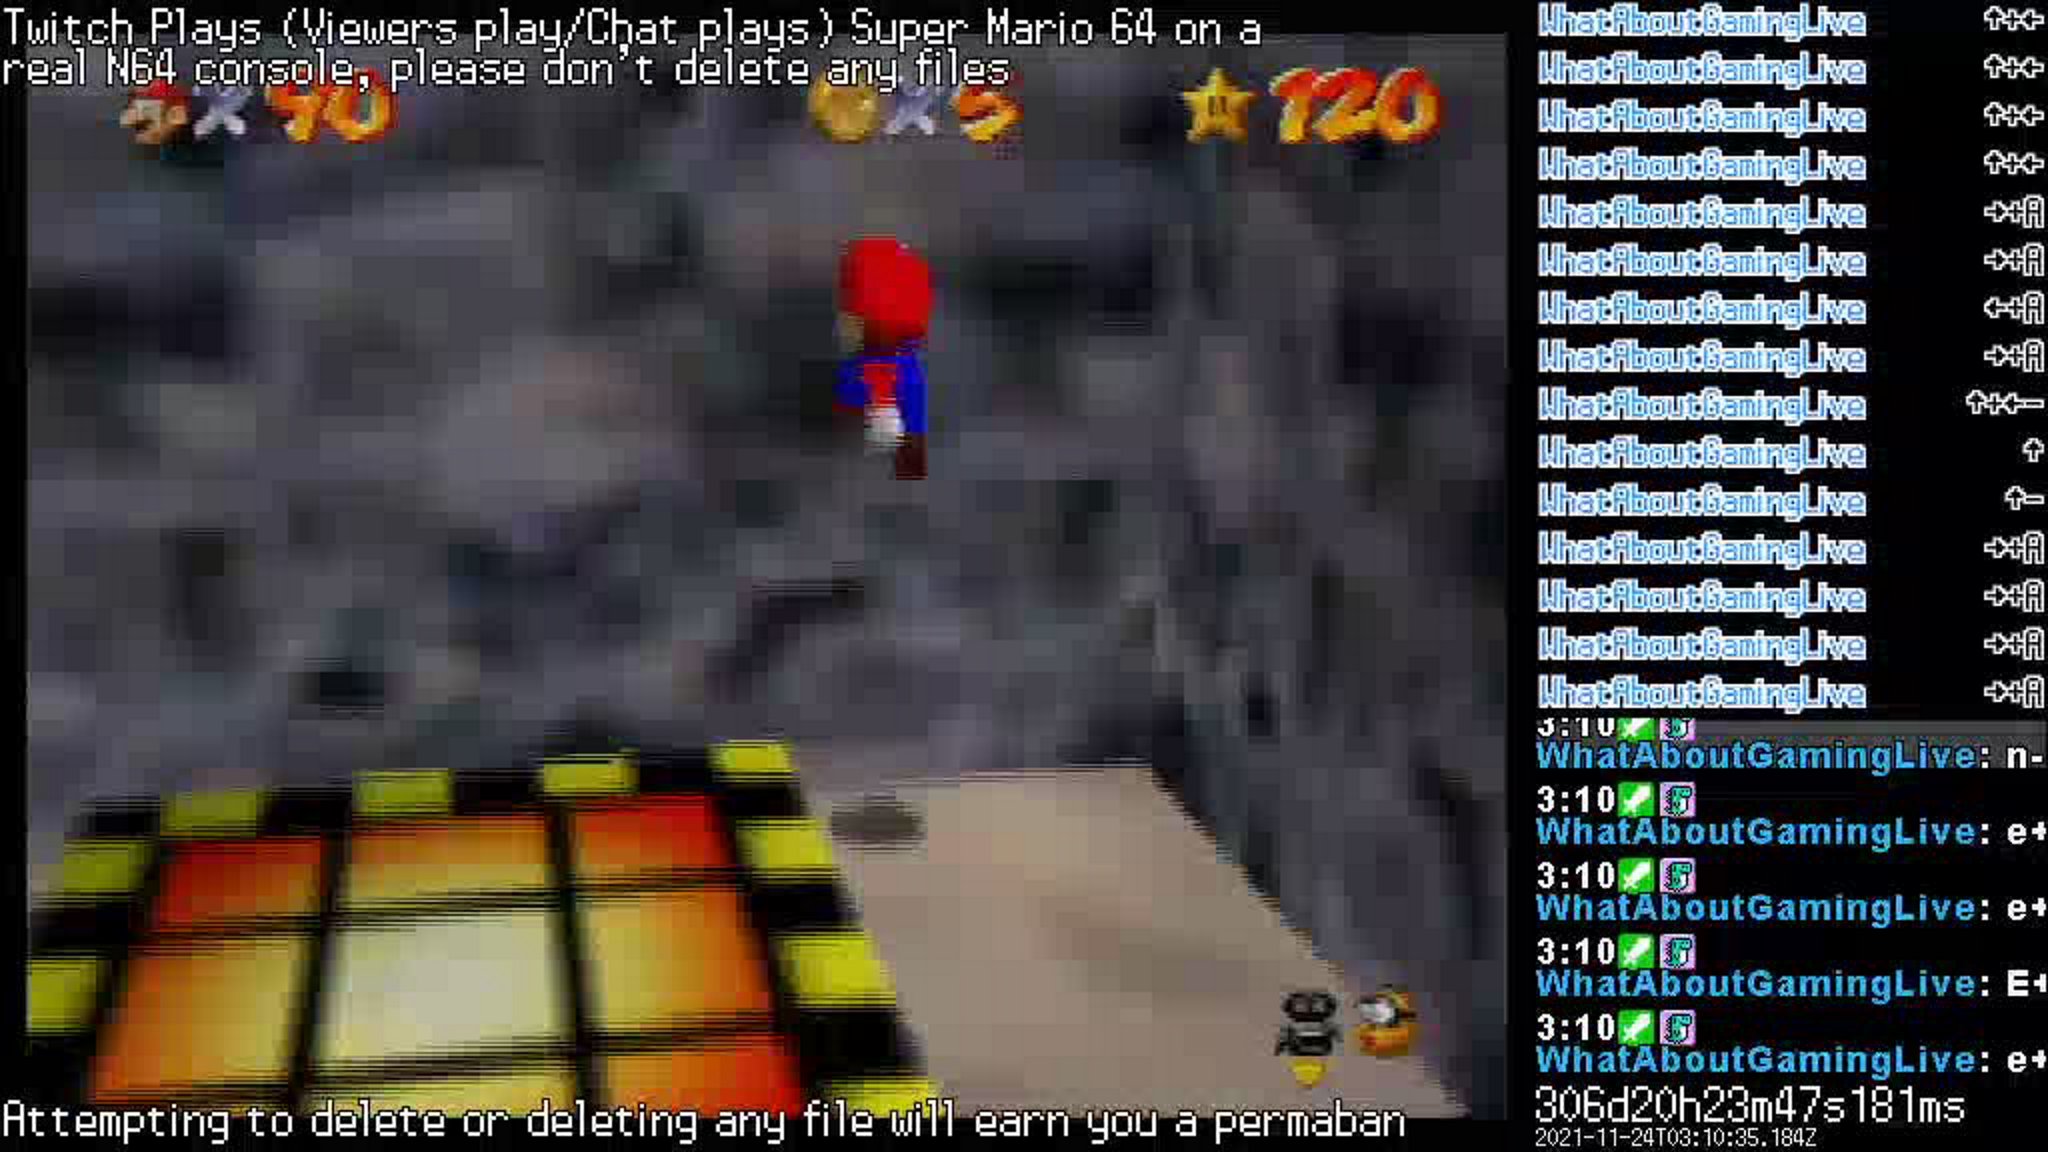 Twitch Plays (Viewers play/Chat plays) Super Mario 64 on a
real N64 console, please don't delete any files
x 90 x 5 120
WhatAboutGamingLive ↑+←
WhatAboutGamingLive ↑+←
WhatAboutGamingLive ↑+←
WhatAboutGamingLive ↑+←
WhatAboutGamingLive →+A
WhatAboutGamingLive →+A
WhatAboutGamingLive ←+A
WhatAboutGamingLive →+A
WhatAboutGamingLive ↑+←-
WhatAboutGamingLive ↑
WhatAboutGamingLive ↑-
WhatAboutGamingLive →+A
WhatAboutGamingLive →+A
WhatAboutGamingLive →+A
WhatAboutGamingLive →+A
3:10
WhatAboutGamingLive: n-
3:10
WhatAboutGamingLive: e+
3:10
WhatAboutGamingLive: e+
3:10
WhatAboutGamingLive: E+
3:10
WhatAboutGamingLive: e+
306d20h23m47s181ms
2021-11-24T03:10:35.184Z
Attempting to delete or deleting any file will earn you a permaban